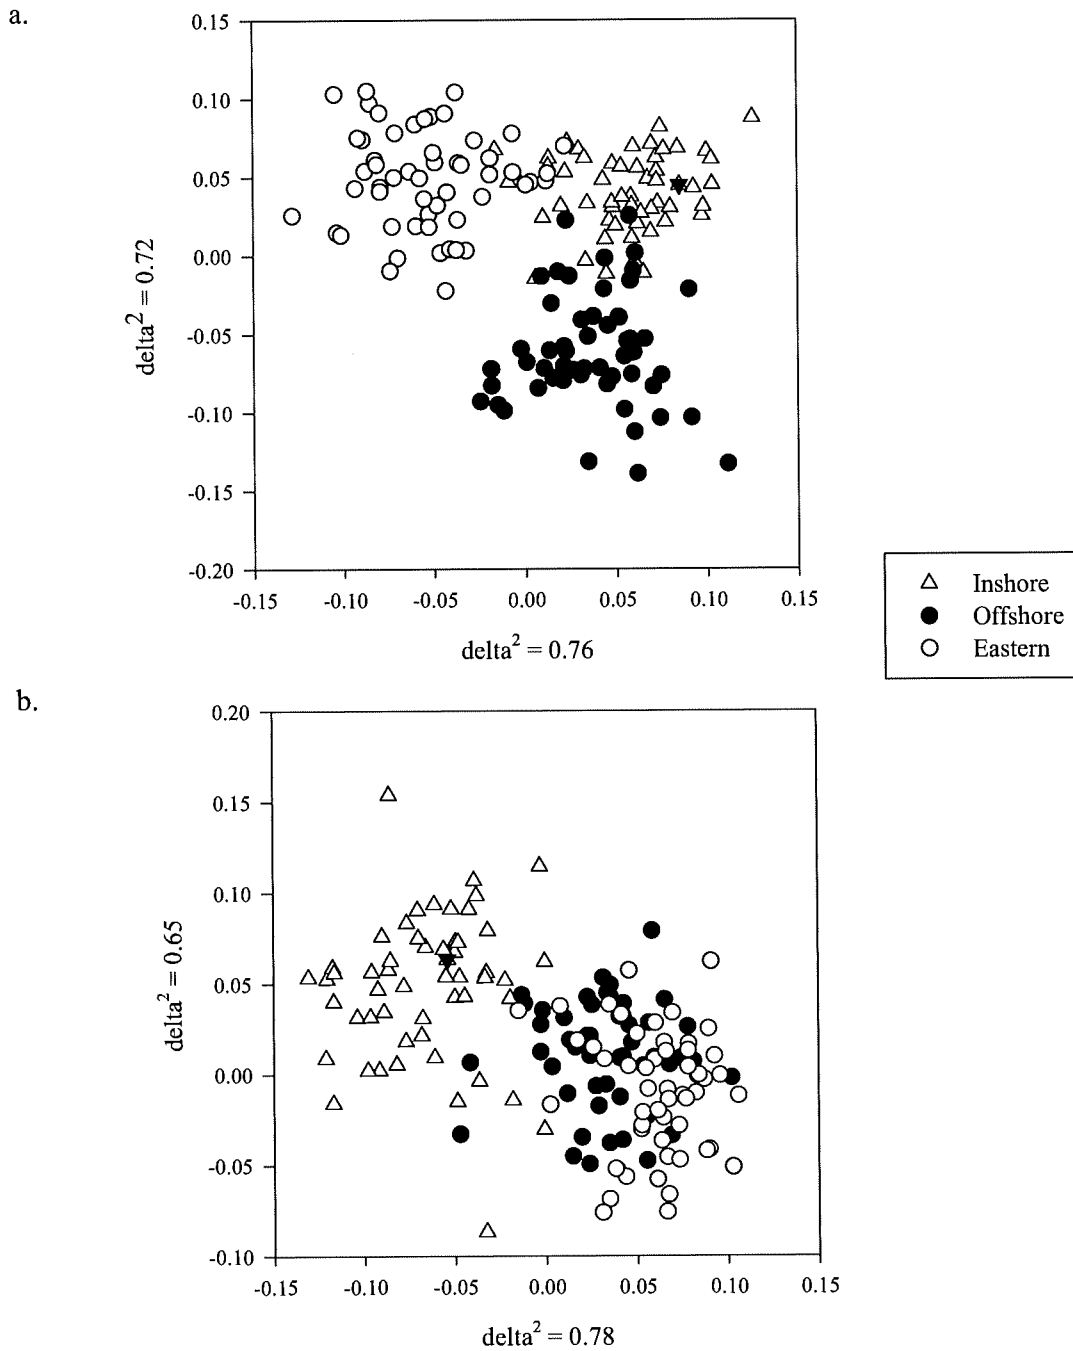 a.
0.15
0.10
0.05
0.00
-0.05
-0.10
-0.15
-0.20
delta² = 0.72
-0.15 -0.10 -0.05 0.00 0.05 0.10 0.15
delta² = 0.76
Inshore
Offshore
Eastern
b.
0.20
0.15
0.10
0.05
0.00
-0.05
-0.10
delta² = 0.65
-0.15 -0.10 -0.05 0.00 0.05 0.10 0.15
delta² = 0.78